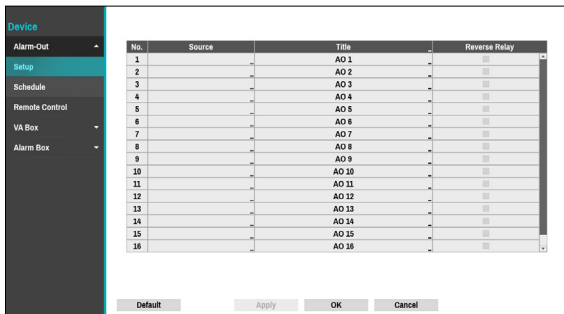 Device
Alarm-Out
Setup
Schedule
Remote Control
VA Box
Alarm Box
No. Source Title Reverse Relay
1 AO 1
2 AO 2
3 AO 3
4 AO 4
5 AO 5
6 AO 6
7 AO 7
8 AO 8
9 AO 9
10 AO 10
11 AO 11
12 AO 12
13 AO 13
14 AO 14
15 AO 15
16 AO 16
Default Apply OK Cancel